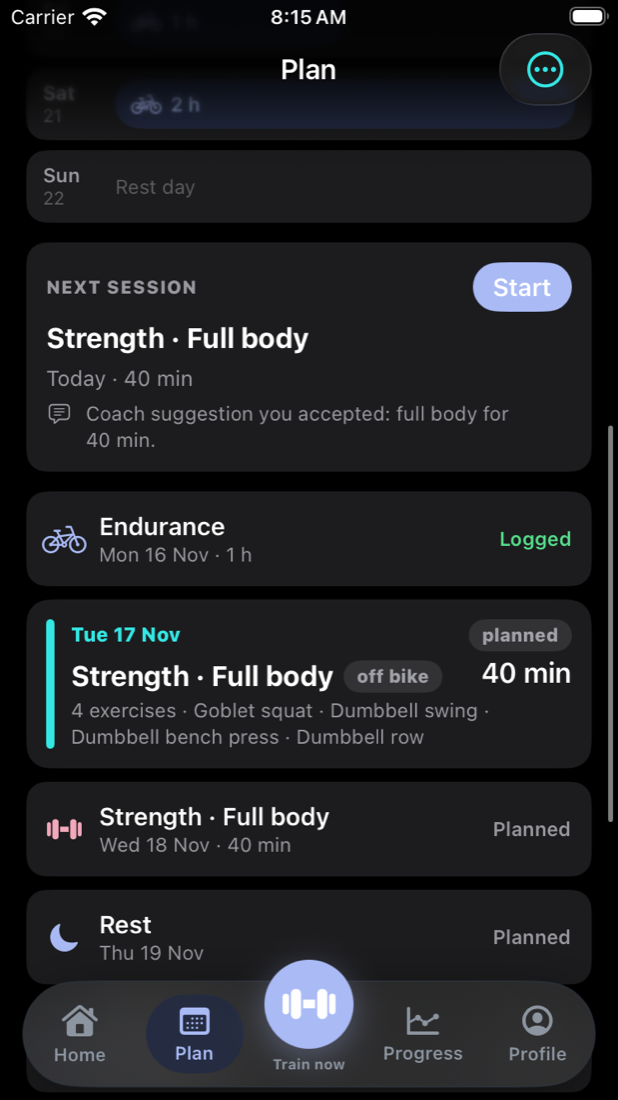 Carrier 8:15 AM
Plan
Sat
21
2 h
Sun
22
Rest day
NEXT SESSION
Start
Strength · Full body
Today · 40 min
Coach suggestion you accepted: full body for
40 min.
Endurance
Mon 16 Nov · 1 h
Logged
Tue 17 Nov
planned
Strength · Full body
off bike
40 min
4 exercises · Goblet squat · Dumbbell swing ·
Dumbbell bench press · Dumbbell row
Strength · Full body
Wed 18 Nov · 40 min
Planned
Rest
Thu 19 Nov
Planned
Home
Plan
Train now
Progress
Profile